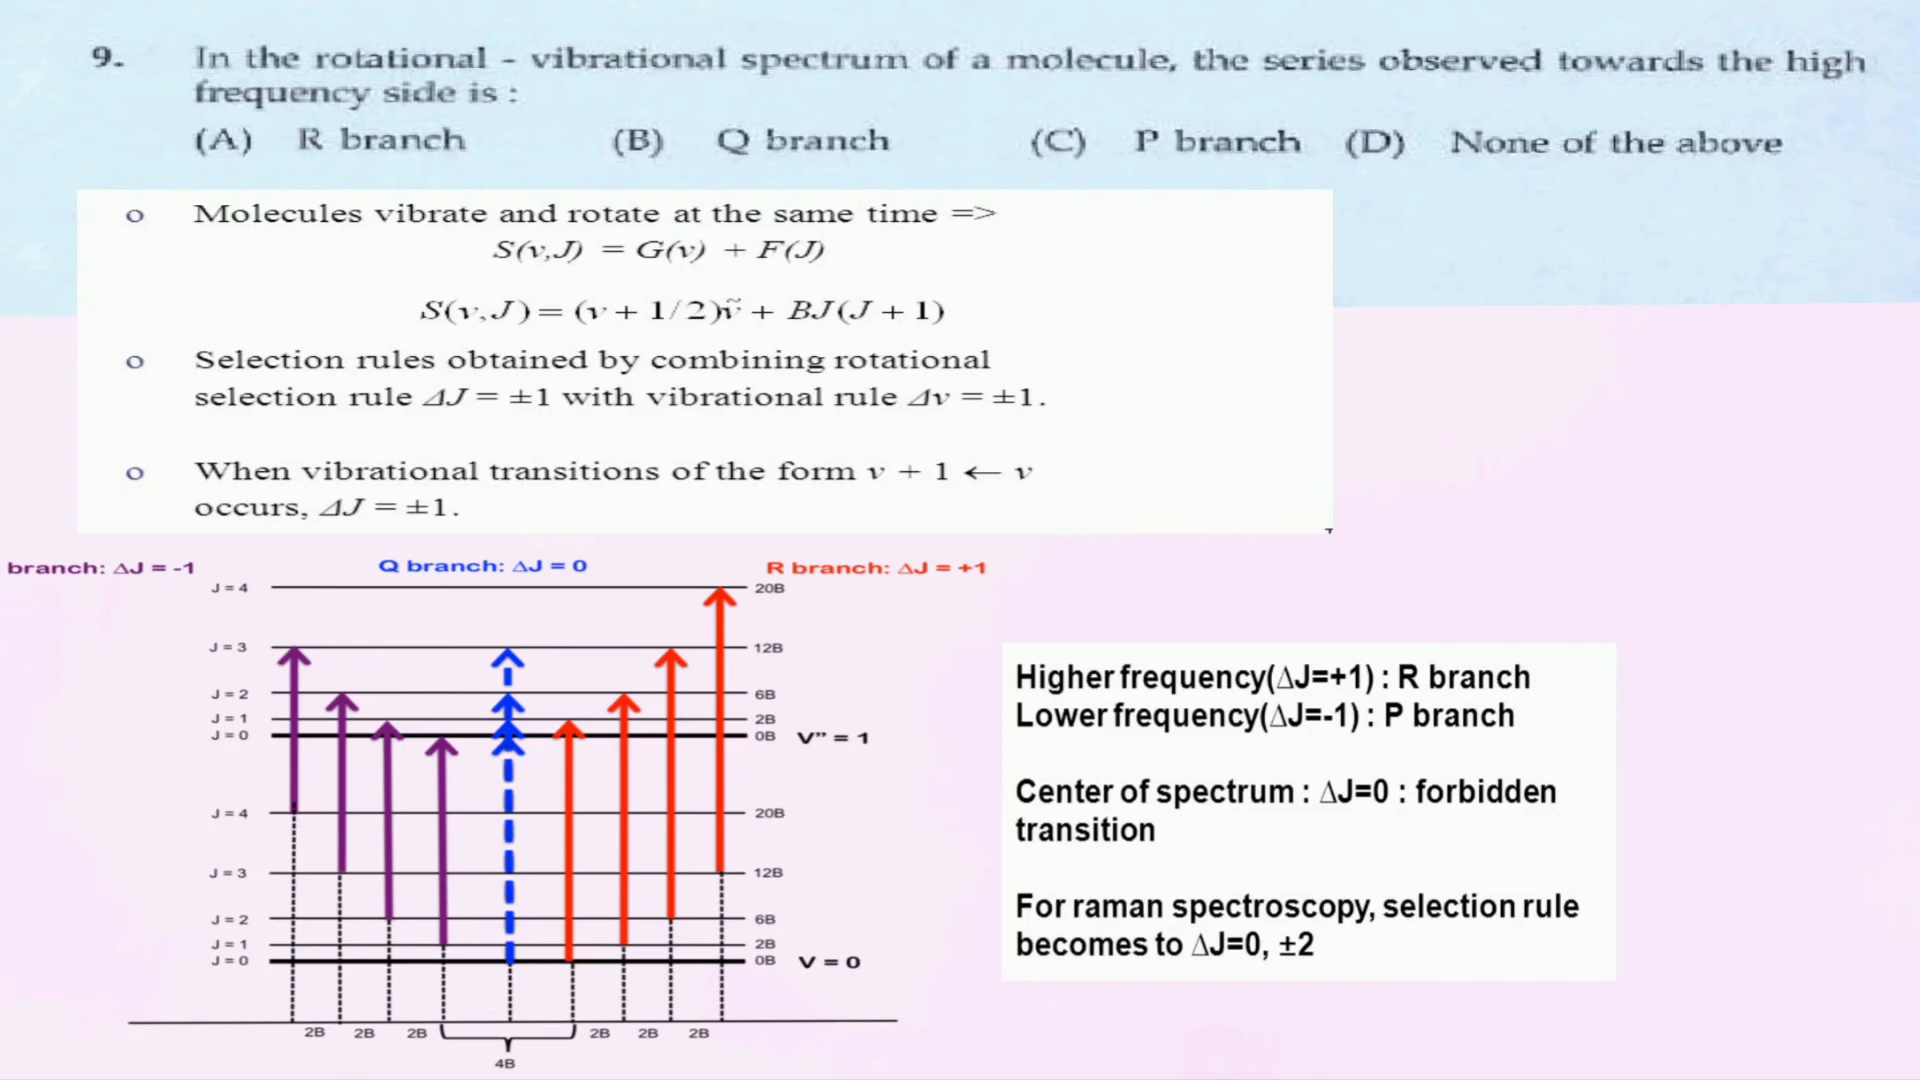 9. In the rotational - vibrational spectrum of a molecule, the series observed towards the high
frequency side is :
(A) R branch (B) Q branch (C) P branch (D) None of the above
o Molecules vibrate and rotate at the same time =>
S(v,J) = G(v) + F(J)
S(v,J) = (v + 1/2)ṽ + BJ(J + 1)
o Selection rules obtained by combining rotational
selection rule ΔJ = ±1 with vibrational rule Δv = ±1.
o When vibrational transitions of the form v + 1 ← v
occurs, ΔJ = ±1.
branch: ΔJ = -1 Q branch: ΔJ = 0 R branch: ΔJ = +1
J = 4 20B
J = 3 12B
J = 2 6B
J = 1 2B
J = 0 0B V" = 1
J = 4 20B
J = 3 12B
J = 2 6B
J = 1 2B
J = 0 0B V = 0
2B 2B 2B 2B 2B 2B
4B
Higher frequency(ΔJ=+1) : R branch
Lower frequency(ΔJ=-1) : P branch
Center of spectrum : ΔJ=0 : forbidden
transition
For raman spectroscopy, selection rule
becomes to ΔJ=0, ±2